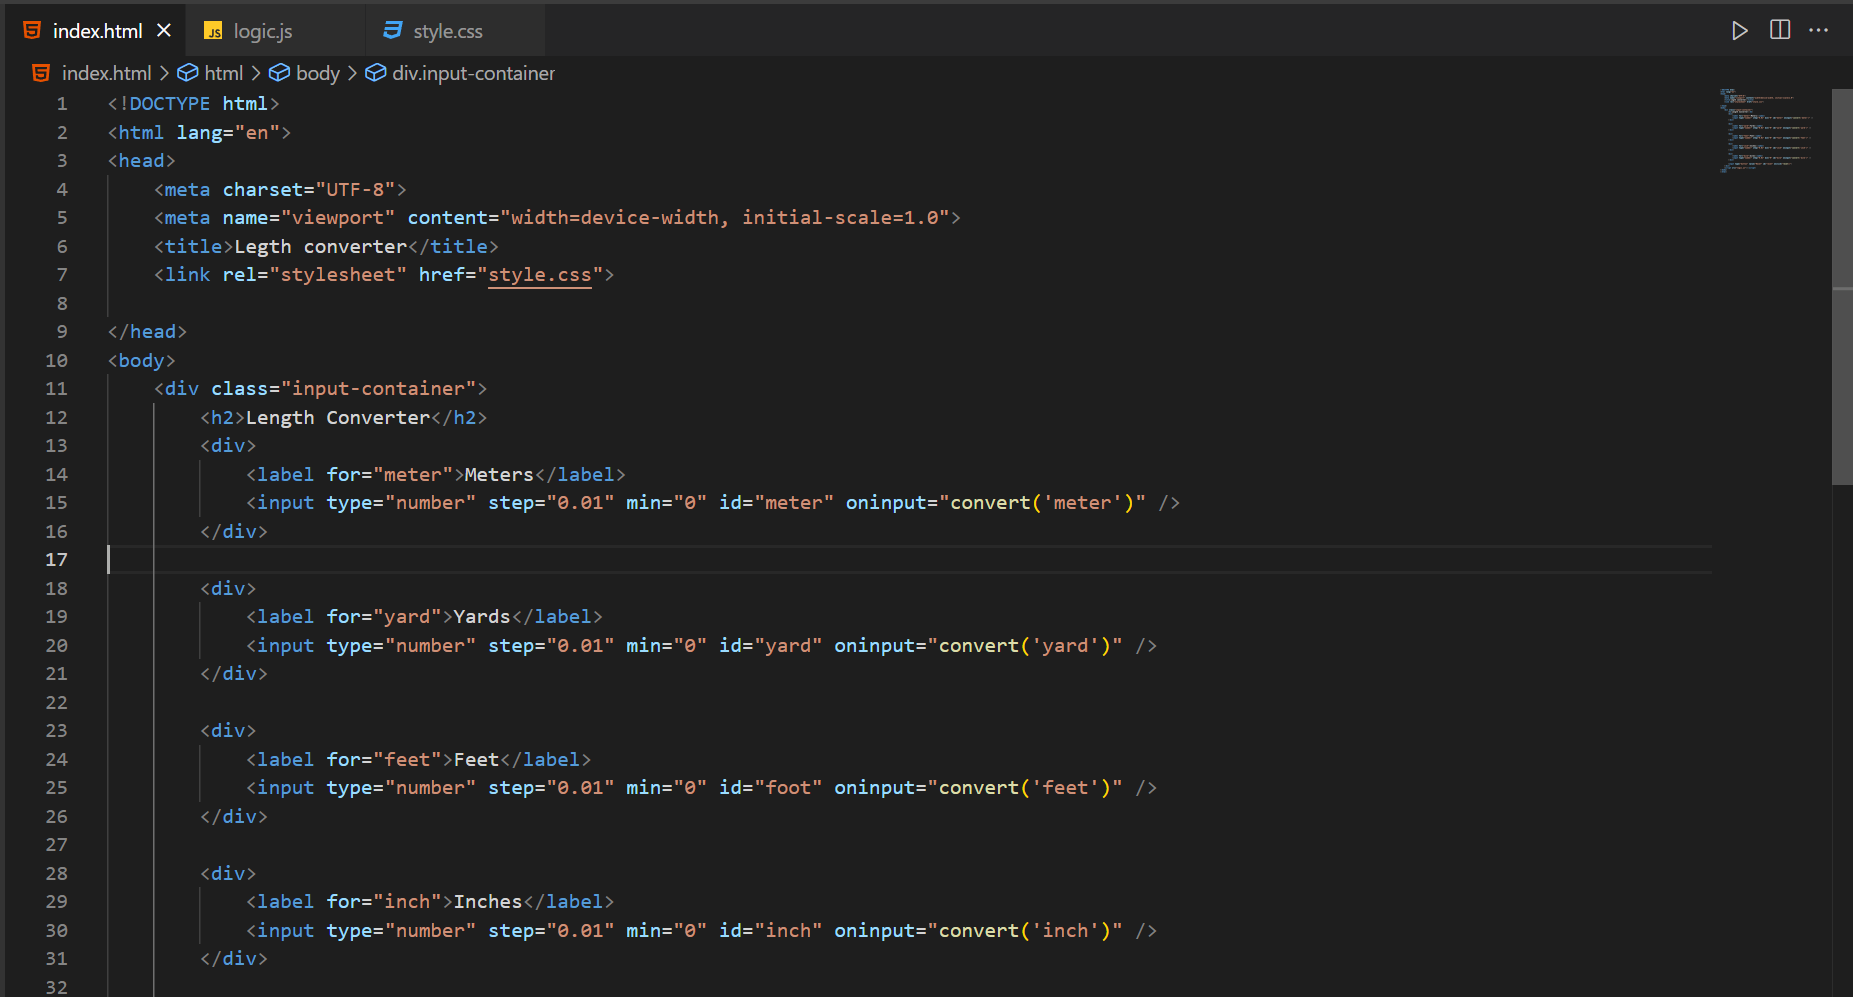 index.html
JS logic.js
style.css
index.html > html > body > div.input-container
1 <!DOCTYPE html>
2 <html lang="en">
3 <head>
4 <meta charset="UTF-8">
5 <meta name="viewport" content="width=device-width, initial-scale=1.0">
6 <title>Legth converter</title>
7 <link rel="stylesheet" href="style.css">
8
9 </head>
10 <body>
11 <div class="input-container">
12 <h2>Length Converter</h2>
13 <div>
14 <label for="meter">Meters</label>
15 <input type="number" step="0.01" min="0" id="meter" oninput="convert('meter')" />
16 </div>
17
18 <div>
19 <label for="yard">Yards</label>
20 <input type="number" step="0.01" min="0" id="yard" oninput="convert('yard')" />
21 </div>
22
23 <div>
24 <label for="feet">Feet</label>
25 <input type="number" step="0.01" min="0" id="foot" oninput="convert('feet')" />
26 </div>
27
28 <div>
29 <label for="inch">Inches</label>
30 <input type="number" step="0.01" min="0" id="inch" oninput="convert('inch')" />
31 </div>
32